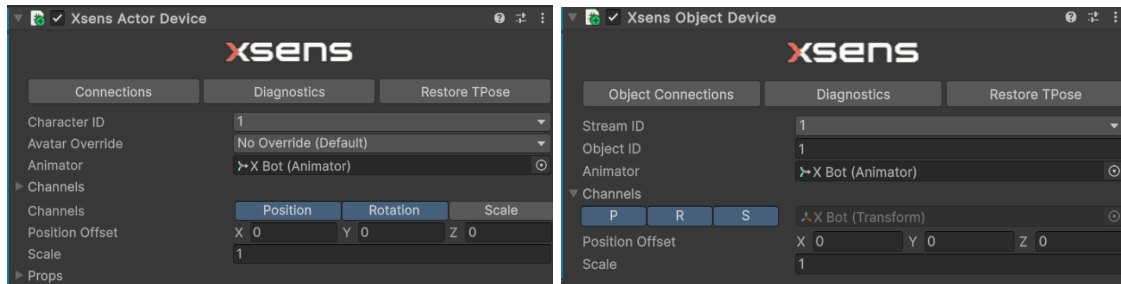 Xsens Actor Device
xsens
Connections Diagnostics Restore TPose
Character ID 1
Avatar Override No Override (Default)
Animator X Bot (Animator)
Channels
Channels Position Rotation Scale
Position Offset X 0 Y 0 Z 0
Scale 1
Props
Xsens Object Device
xsens
Object Connections Diagnostics Restore TPose
Stream ID 1
Object ID 1
Animator X Bot (Animator)
Channels
P R S X Bot (Transform)
Position Offset X 0 Y 0 Z 0
Scale 1